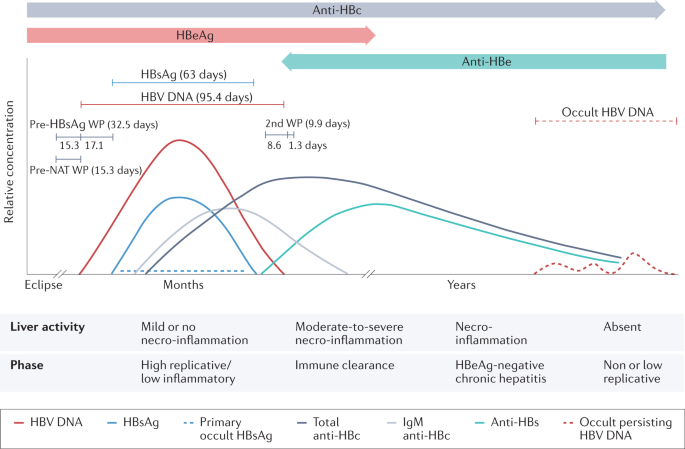 Anti-HBc
HBeAg
HBsAg (63 days)
Anti-HBe
HBV DNA (95.4 days)
Pre-HBsAg WP (32.5 days)
2nd WP (9.9 days)
Occult HBV DNA
15.3 17.1
8.6 1.3 days
Pre-NAT WP (15.3 days)
Relative concentration
Eclipse Months Years
Liver activity
Mild or no
necro-inflammation
Moderate-to-severe
necro-inflammation
Necro-
inflammation
Absent
Phase
High replicative/
low inflammatory
Immune clearance
HBeAg-negative
chronic hepatitis
Non or low
replicative
HBV DNA
HBsAg
Primary
occult HBsAg
Total
anti-HBc
IgM
anti-HBc
Anti-HBs
Occult persisting
HBV DNA